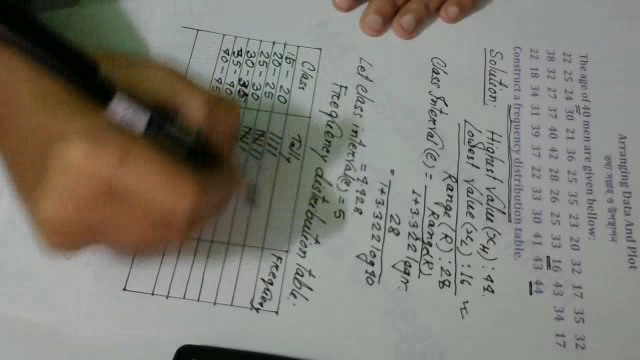 Arranging Data And Plot
The age of 40 men are given bellow:
22 25 24 30 21 36 25 35 23 20 32 17 35 32
38 32 27 37 40 42 28 26 25 33 16 43 34 17
22 18 34 31 39 37 22 33 30 41 43 44
Construct a frequency distribution table.
Solution: Highest value (xH) : 44
Lowest value (xL) : 16
Range (R) : 28
Class Interval (c) = Range (R)
1 + 3.322 log n
= 28
1 + 3.322 log 40
= 4.428
Let class interval = 5
Frequency distribution table.
Class Tally Frequency
15 - 20
20 - 25
25 - 30
30 - 35
40 - 45